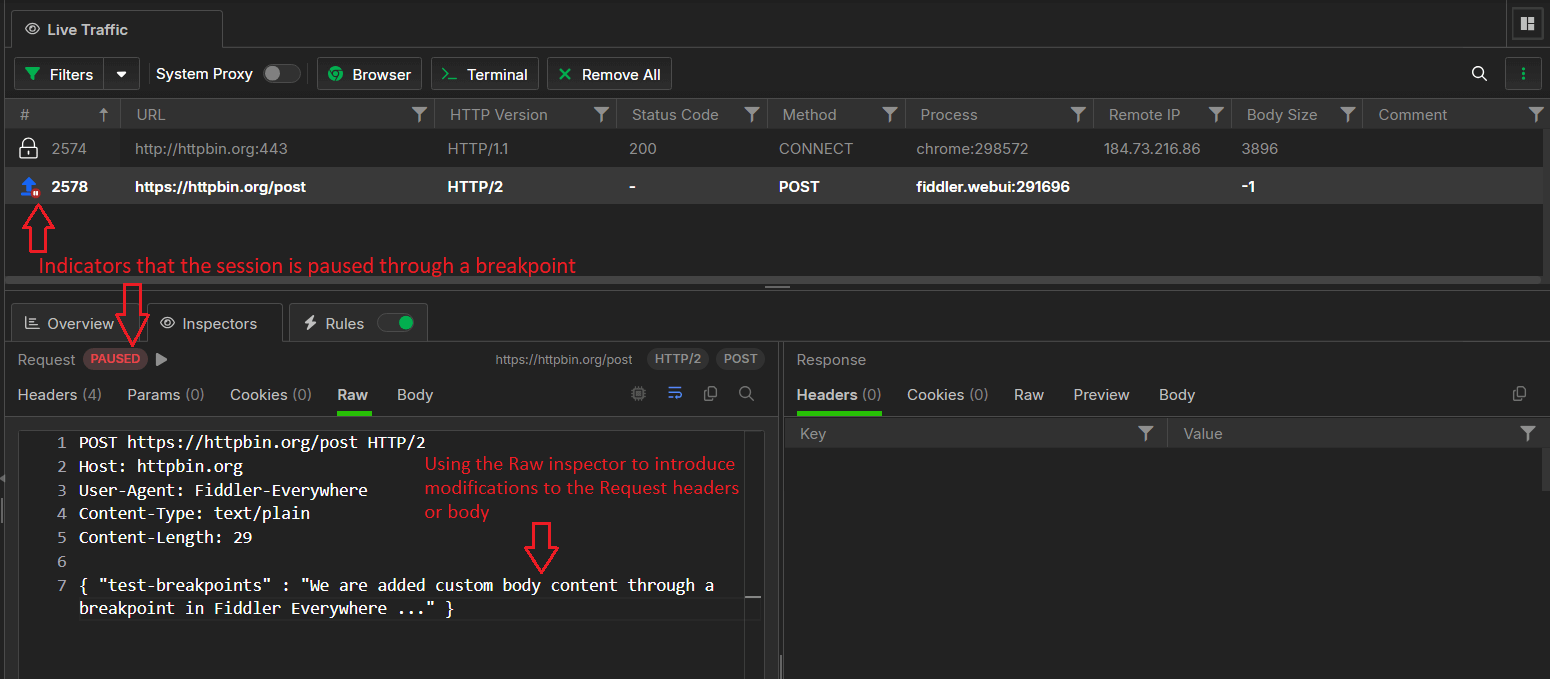 Live Traffic
Filters System Proxy Browser Terminal Remove All
# URL HTTP Version Status Code Method Process Remote IP Body Size Comment
2574 http://httpbin.org:443 HTTP/1.1 200 CONNECT chrome:298572 184.73.216.86 3896
2578 https://httpbin.org/post HTTP/2 - POST fiddler.webui:291696 -1
Indicators that the session is paused through a breakpoint
Overview Inspectors Rules
Request PAUSED https://httpbin.org/post HTTP/2 POST
Headers (4) Params (0) Cookies (0) Raw Body
1 POST https://httpbin.org/post HTTP/2
2 Host: httpbin.org
3 User-Agent: Fiddler-Everywhere
4 Content-Type: text/plain
5 Content-Length: 29
6
7 { "test-breakpoints" : "We are added custom body content through a
breakpoint in Fiddler Everywhere ..." }
Using the Raw inspector to introduce
modifications to the Request headers
or body
Response
Headers (0) Cookies (0) Raw Preview Body
Key Value